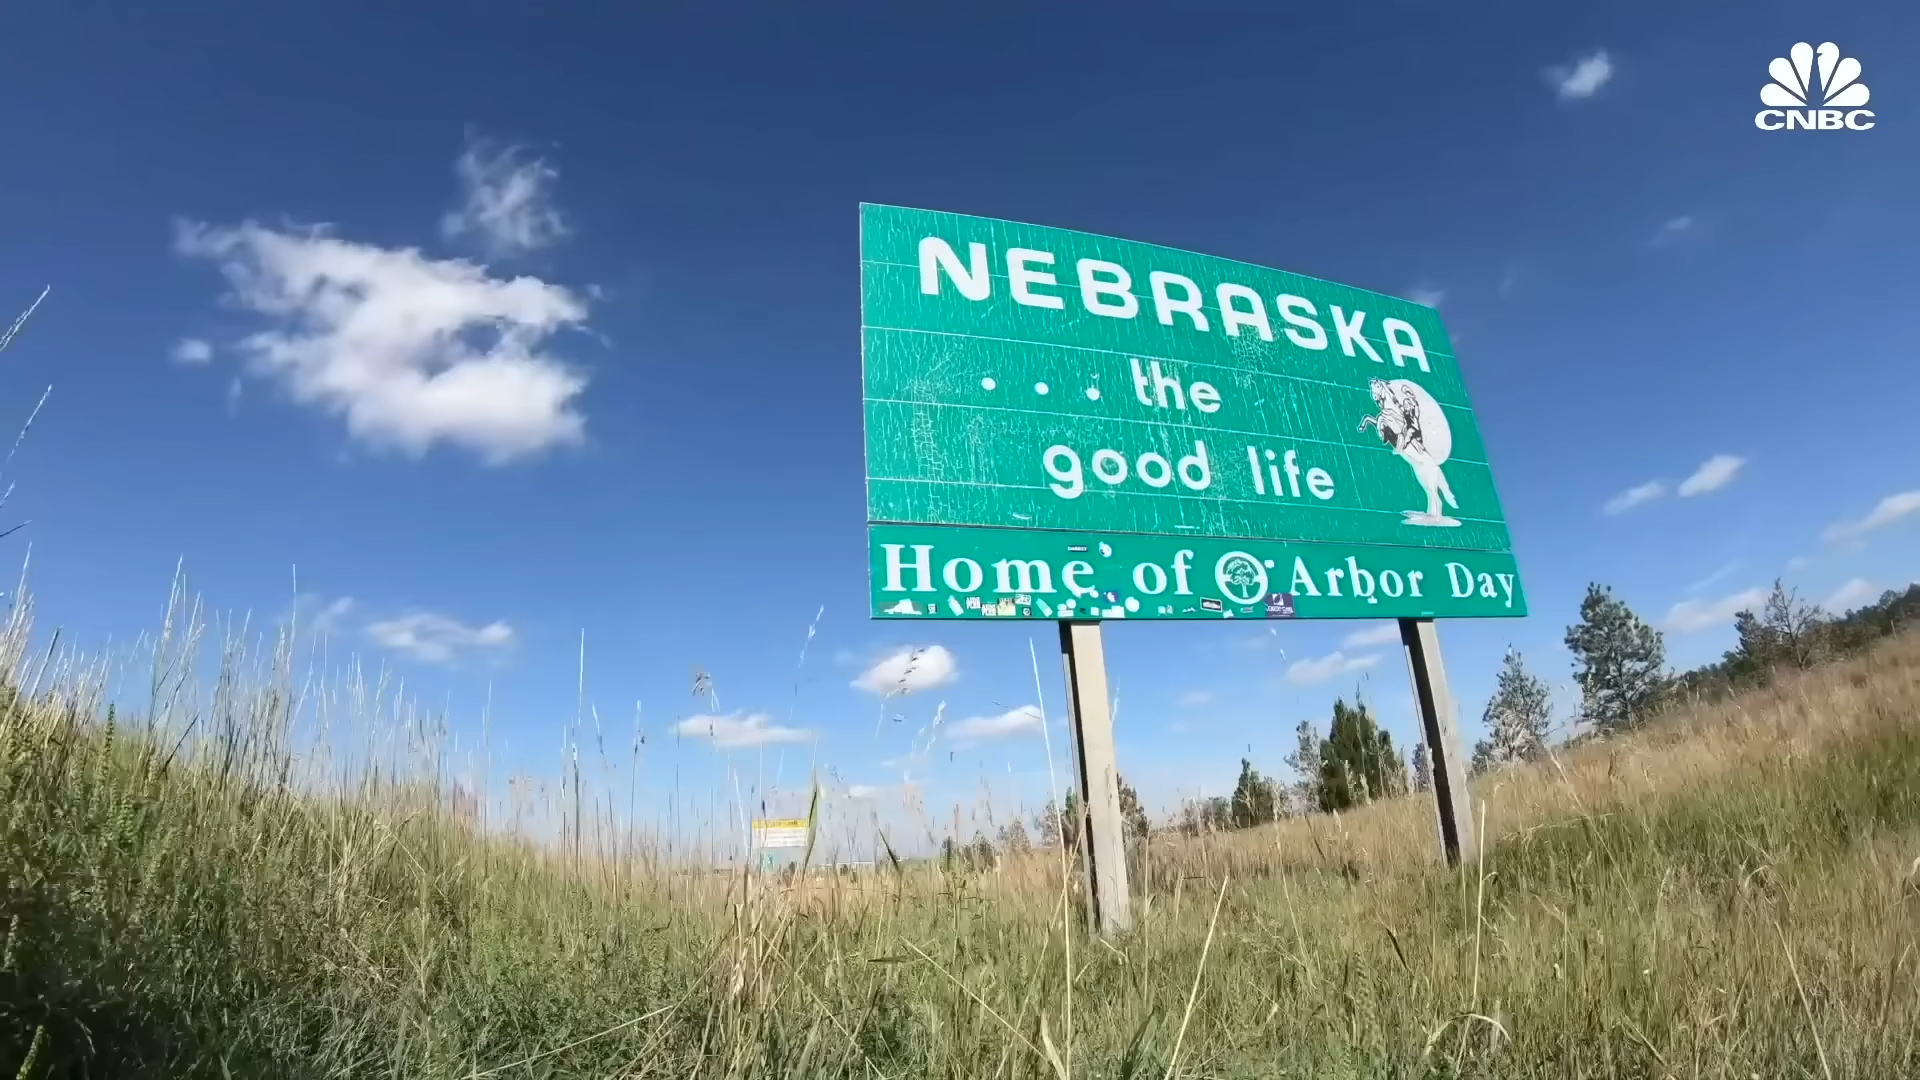 CNBC
NEBRASKA
. . . the
good life
Home of Arbor Day